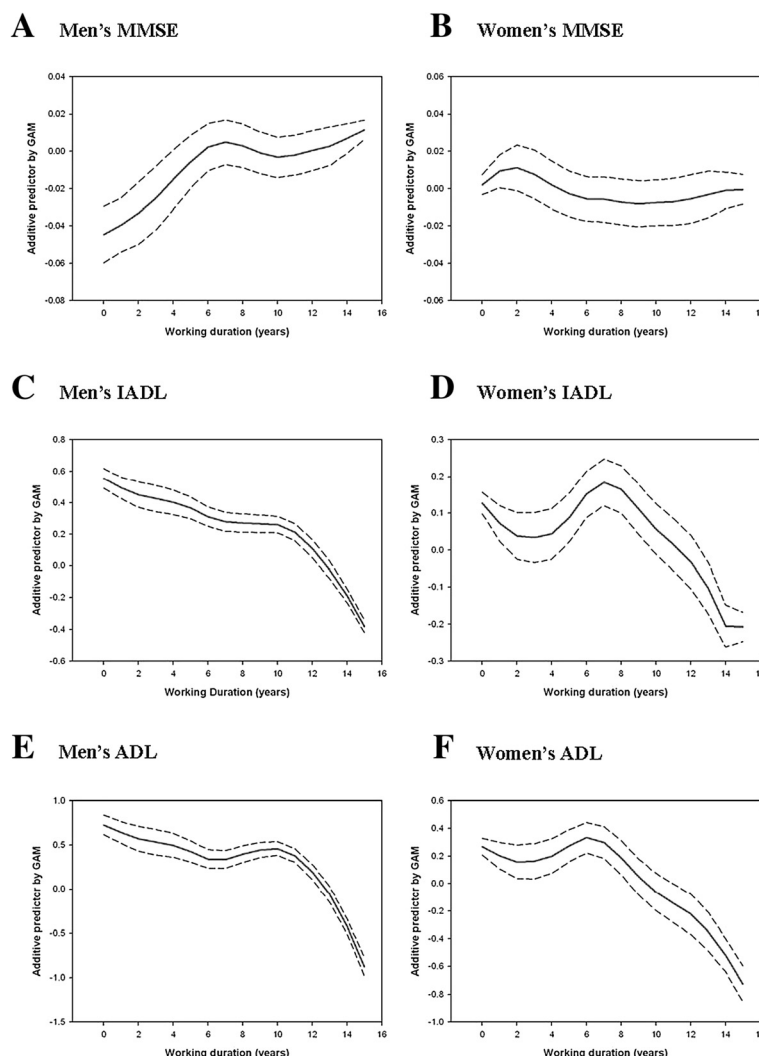 A Men's MMSE
Additive predictor by GAM
0.04
0.02
0.00
-0.02
-0.04
-0.06
-0.08
0 2 4 6 8 10 12 14 16
Working duration (years)
B Women's MMSE
Additive predictor by GAM
0.06
0.04
0.02
0.00
-0.02
-0.04
-0.06
0 2 4 6 8 10 12 14 16
Working duration (years)
C Men's IADL
Additive predictor by GAM
0.8
0.6
0.4
0.2
0.0
-0.2
-0.4
-0.6
0 2 4 6 8 10 12 14 16
Working Duration (years)
D Women's IADL
Additive predictor by GAM
0.3
0.2
0.1
0.0
-0.1
-0.2
-0.3
0 2 4 6 8 10 12 14 16
Working duration (years)
E Men's ADL
Additive predictcr by GAM
1.0
0.5
0.0
-0.5
-1.0
-1.5
0 2 4 6 8 10 12 14 16
Working duration (years)
F Women's ADL
Additive predictor by GAM
0.6
0.4
0.2
0.0
-0.2
-0.4
-0.6
-0.8
-1.0
0 2 4 6 8 10 12 14 16
Working duration (years)